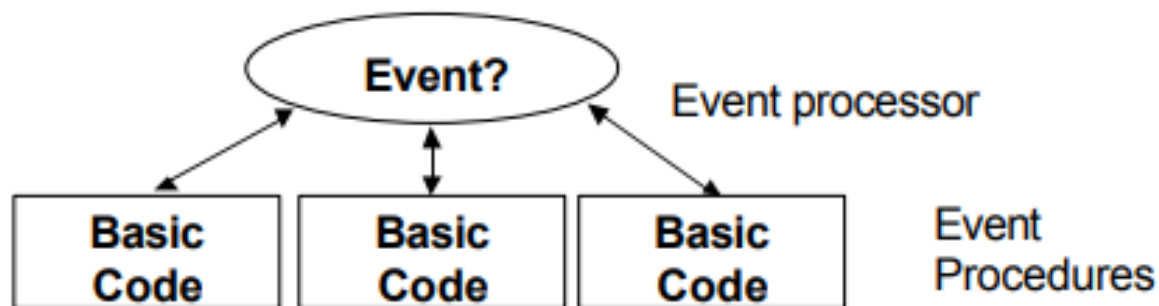 Event?
Event processor
Basic
Code
Basic
Code
Basic
Code
Event
Procedures